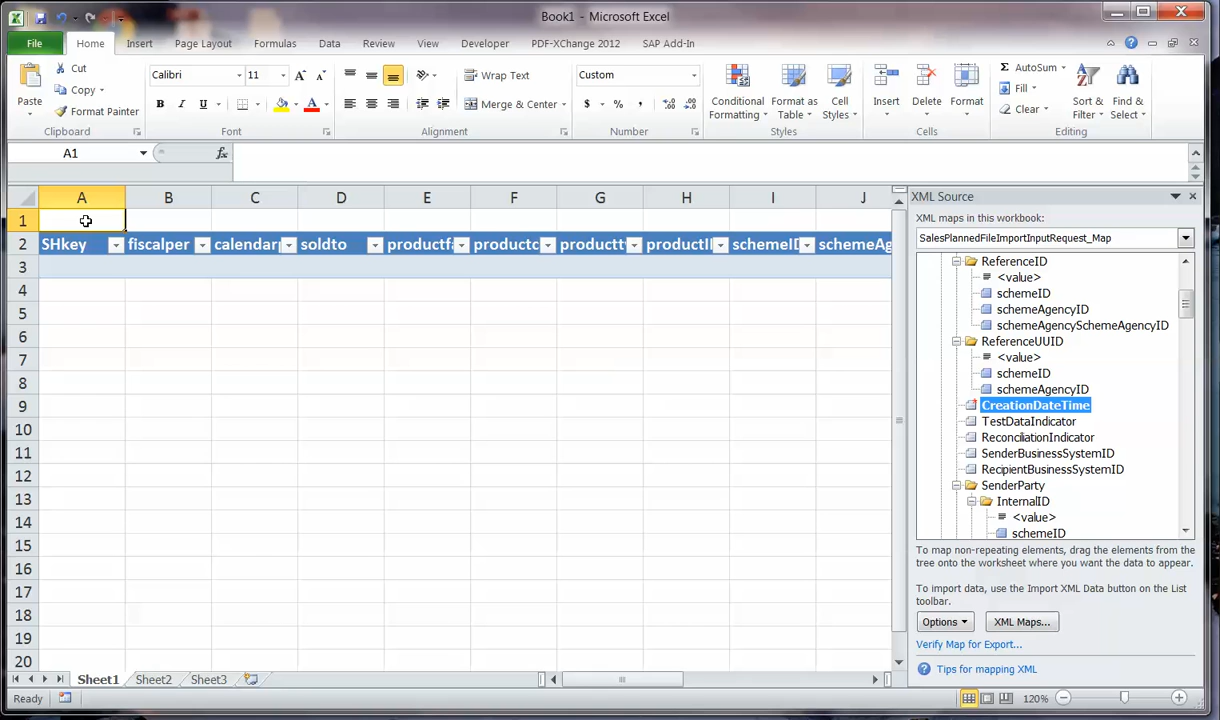 Book1 - Microsoft Excel
File Home Insert Page Layout Formulas Data Review View Developer PDF-XChange 2012 SAP Add-In
Paste
Cut
Copy
Format Painter
Clipboard
Calibri 11
B I U
Font
Wrap Text
Merge & Center
Alignment
Custom
$ % ,
Number
Conditional Formatting
Format as Table
Cell Styles
Styles
Insert
Delete
Format
Cells
AutoSum
Fill
Clear
Sort & Filter
Find & Select
Editing
A1 fx
A B C D E F G H I J
1
2 SHkey fiscalper calendar soldto productfa productc productt productI schemeI schemeAg
3
4
5
6
7
8
9
10
11
12
13
14
15
16
17
18
19
20
Sheet1 Sheet2 Sheet3
Ready
120%
XML Source
XML maps in this workbook:
SalesPlannedFileImportInputRequest_Map
ReferenceID
<value>
schemeID
schemeAgencyID
schemeAgencySchemeAgencyID
ReferenceUUID
<value>
schemeID
schemeAgencyID
CreationDateTime
TestDataIndicator
ReconciliationIndicator
SenderBusinessSystemID
RecipientBusinessSystemID
SenderParty
InternalID
<value>
schemeID
To map non-repeating elements, drag the elements from the
tree onto the worksheet where you want the data to appear.
To import data, use the Import XML Data button on the List
toolbar.
Options XML Maps...
Verify Map for Export...
Tips for mapping XML